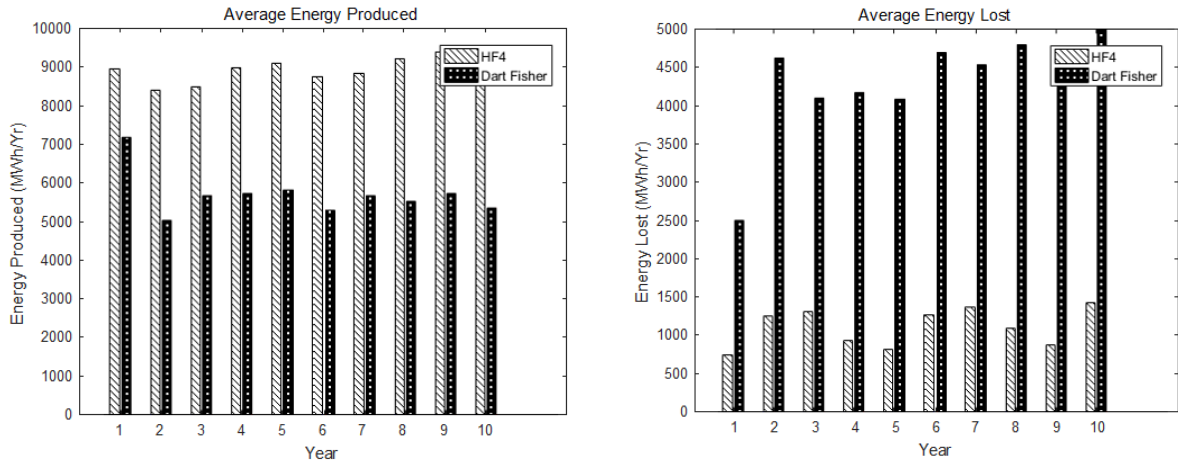 Average Energy Produced
10000
9000
8000
7000
6000
5000
4000
3000
2000
1000
0
Energy Produced (MWh/Yr)
HF4
Dart Fisher
1 2 3 4 5 6 7 8 9 10
Year
Average Energy Lost
5000
4500
4000
3500
3000
2500
2000
1500
1000
500
0
Energy Lost (MWh/Yr)
HF4
Dart Fisher
1 2 3 4 5 6 7 8 9 10
Year